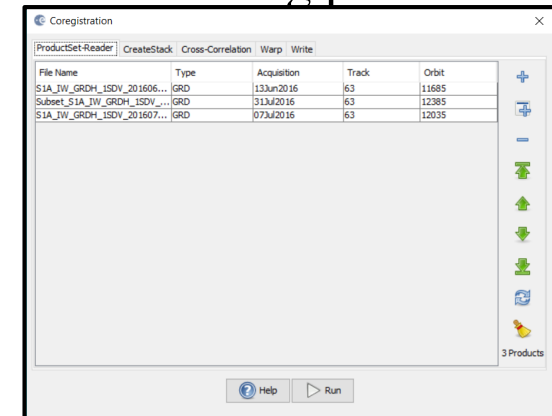 Coregistration
ProductSet-Reader CreateStack Cross-Correlation Warp Write
File Name Type Acquisition Track Orbit
S1A_IW_GRDH_1SDV_201606... GRD 13Jun2016 63 11685
Subset_S1A_IW_GRDH_1SDV_... GRD 31Jul2016 63 12385
S1A_IW_GRDH_1SDV_201607... GRD 07Jul2016 63 12035
3 Products
Help Run